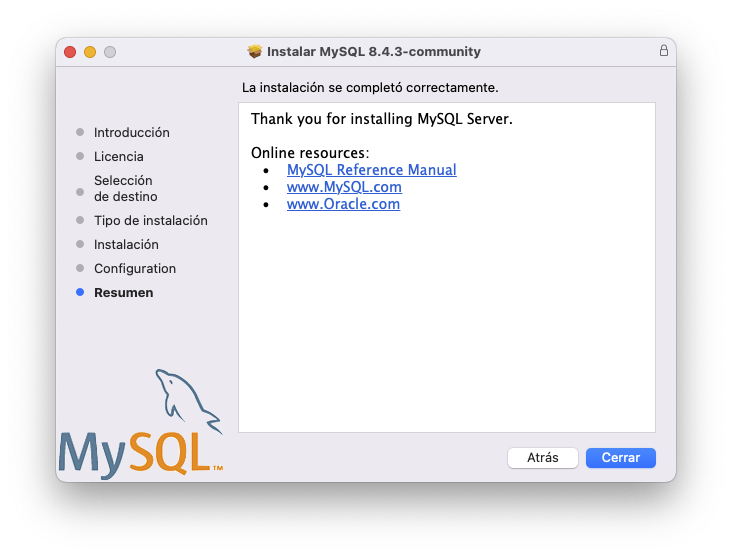 Instalar MySQL 8.4.3-community
La instalación se completó correctamente.
Introducción
Licencia
Selección
de destino
Tipo de instalación
Instalación
Configuration
Resumen
Thank you for installing MySQL Server.
Online resources:
• MySQL Reference Manual
• www.MySQL.com
• www.Oracle.com
MySQL™
Atrás
Cerrar